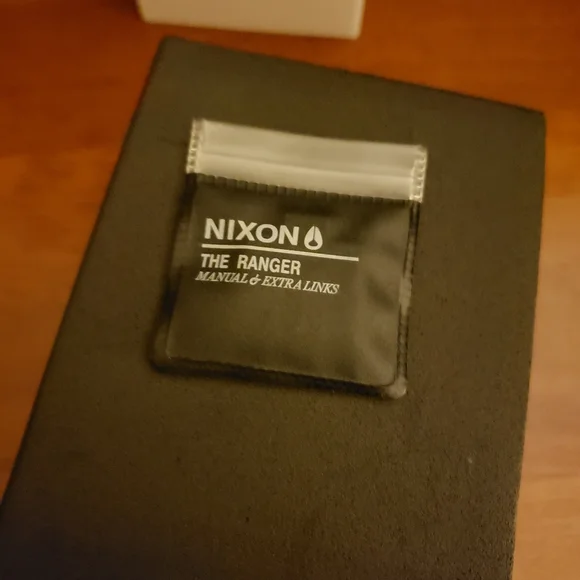 NIXON
THE RANGER
MANUAL & EXTRA LINKS